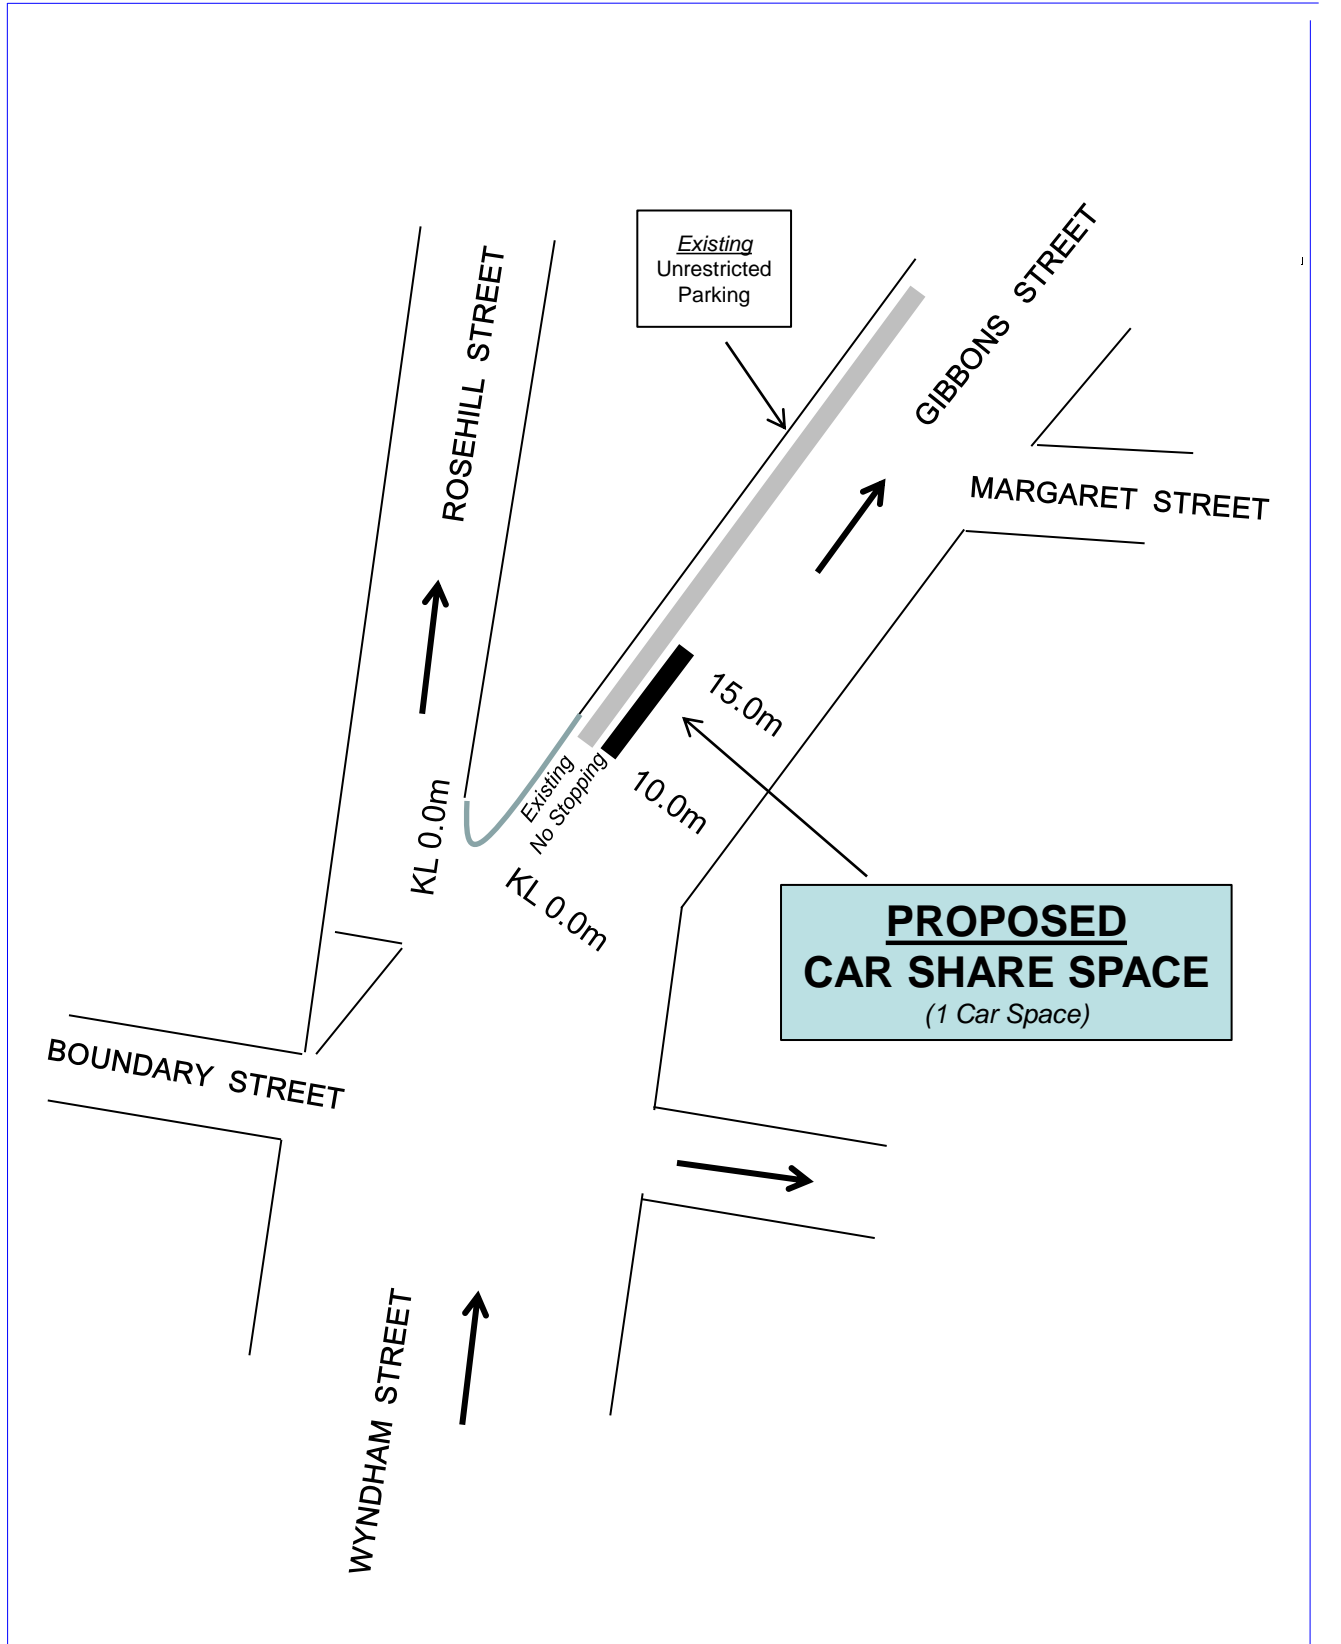 Existing
Unrestricted
Parking
GIBBONS STREET
ROSEHILL STREET
MARGARET STREET
15.0m
10.0m
Existing
No Stopping
KL 0.0m
KL 0.0m
PROPOSED
CAR SHARE SPACE
(1 Car Space)
BOUNDARY STREET
WYNDHAM STREET